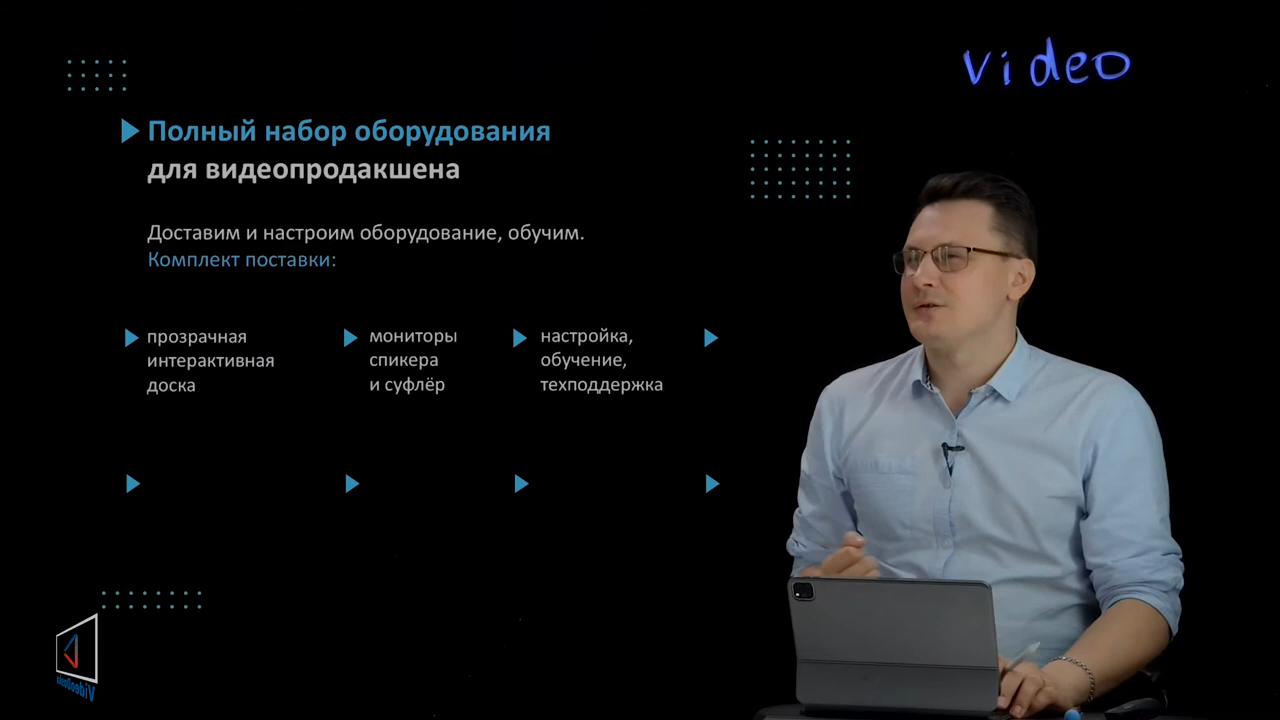 video
Полный набор оборудования
для видеопродакшена
Доставим и настроим оборудование, обучим.
Комплект поставки:
прозрачная
интерактивная
доска
мониторы
спикера
и суфлёр
настройка,
обучение,
техподдержка
VideoDoska